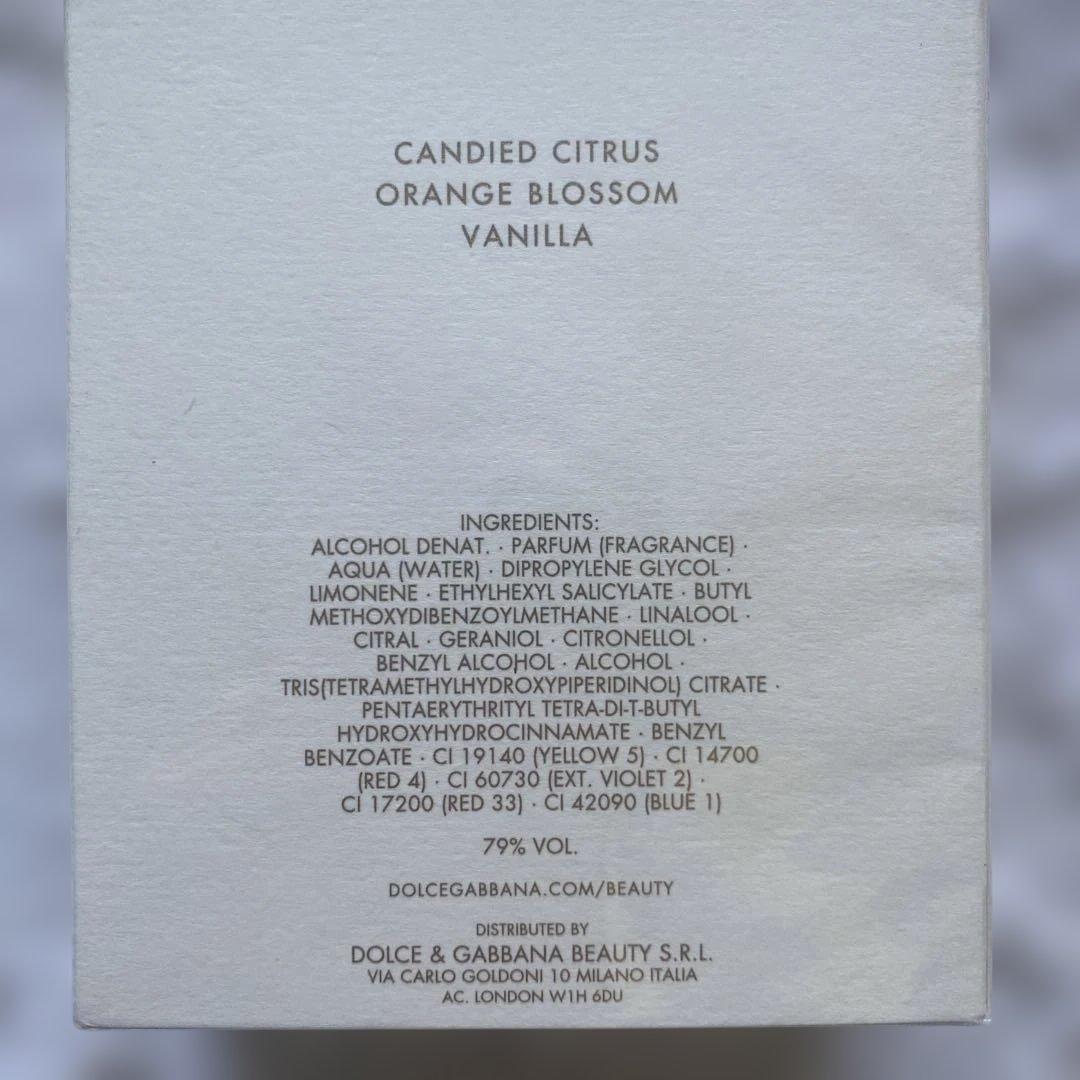 CANDIED CITRUS
ORANGE BLOSSOM
VANILLA
INGREDIENTS:
ALCOHOL DENAT. · PARFUM (FRAGRANCE) ·
AQUA (WATER) · DIPROPYLENE GLYCOL ·
LIMONENE · ETHYLHEXYL SALICYLATE · BUTYL
METHOXYDIBENZOYLMETHANE · LINALOOL ·
CITRAL · GERANIOL · CITRONELLOL ·
BENZYL ALCOHOL · ALCOHOL ·
TRIS(TETRAMETHYLHYDROXYPIPERIDINOL) CITRATE ·
PENTAERYTHRITYL TETRA-DI-T-BUTYL
HYDROXYHYDROCINNAMATE · BENZYL
BENZOATE · CI 19140 (YELLOW 5) · CI 14700
(RED 4) · CI 60730 (EXT. VIOLET 2) ·
CI 17200 (RED 33) · CI 42090 (BLUE 1)
79% VOL.
DOLCEGABBANA.COM/BEAUTY
DISTRIBUTED BY
DOLCE & GABBANA BEAUTY S.R.L.
VIA CARLO GOLDONI 10 MILANO ITALIA
AC. LONDON W1H 6DU